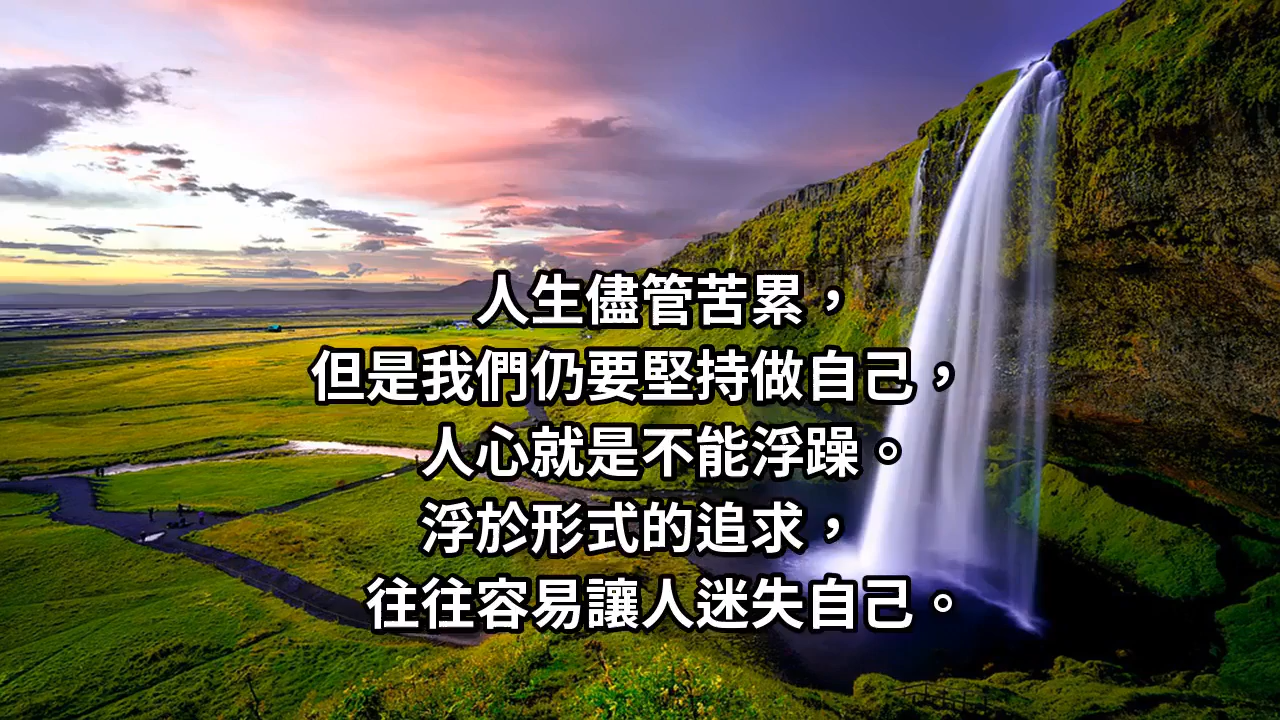 人生儘管苦累，
但是我們仍要堅持做自己，
人心就是不能浮躁。
浮於形式的追求，
往往容易讓人迷失自己。